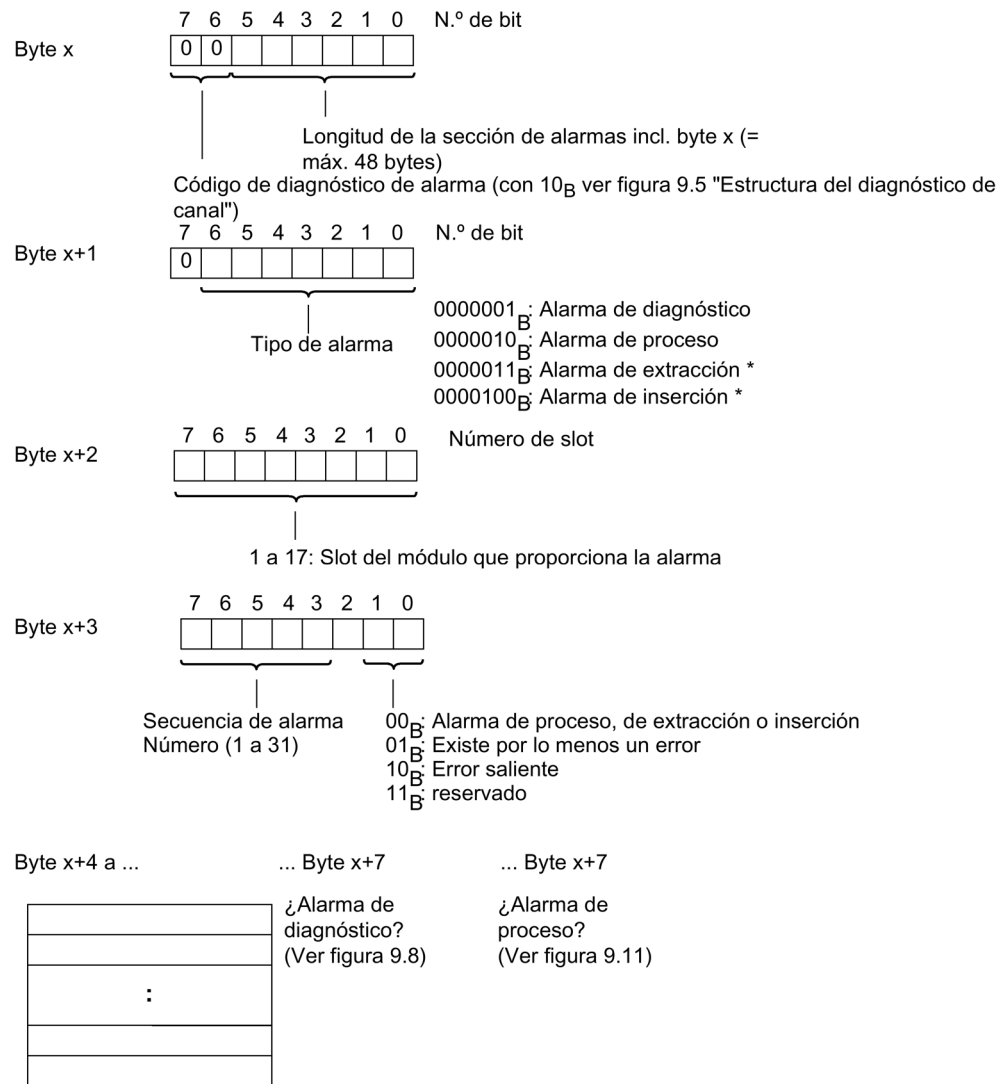 7 6 5 4 3 2 1 0 N.º de bit
Byte x
0 0
Longitud de la sección de alarmas incl. byte x (=
máx. 48 bytes)
Código de diagnóstico de alarma (con 10B ver figura 9.5 "Estructura del diagnóstico de
canal")
7 6 5 4 3 2 1 0 N.º de bit
Byte x+1
0
Tipo de alarma
0000001B: Alarma de diagnóstico
0000010B: Alarma de proceso
0000011B: Alarma de extracción *
0000100B: Alarma de inserción *
7 6 5 4 3 2 1 0 Número de slot
Byte x+2
1 a 17: Slot del módulo que proporciona la alarma
7 6 5 4 3 2 1 0
Byte x+3
Secuencia de alarma
Número (1 a 31)
00B: Alarma de proceso, de extracción o inserción
01B: Existe por lo menos un error
10B: Error saliente
11B: reservado
Byte x+4 a ... ... Byte x+7 ... Byte x+7
¿Alarma de
diagnóstico?
(Ver figura 9.8)
¿Alarma de
proceso?
(Ver figura 9.11)
: